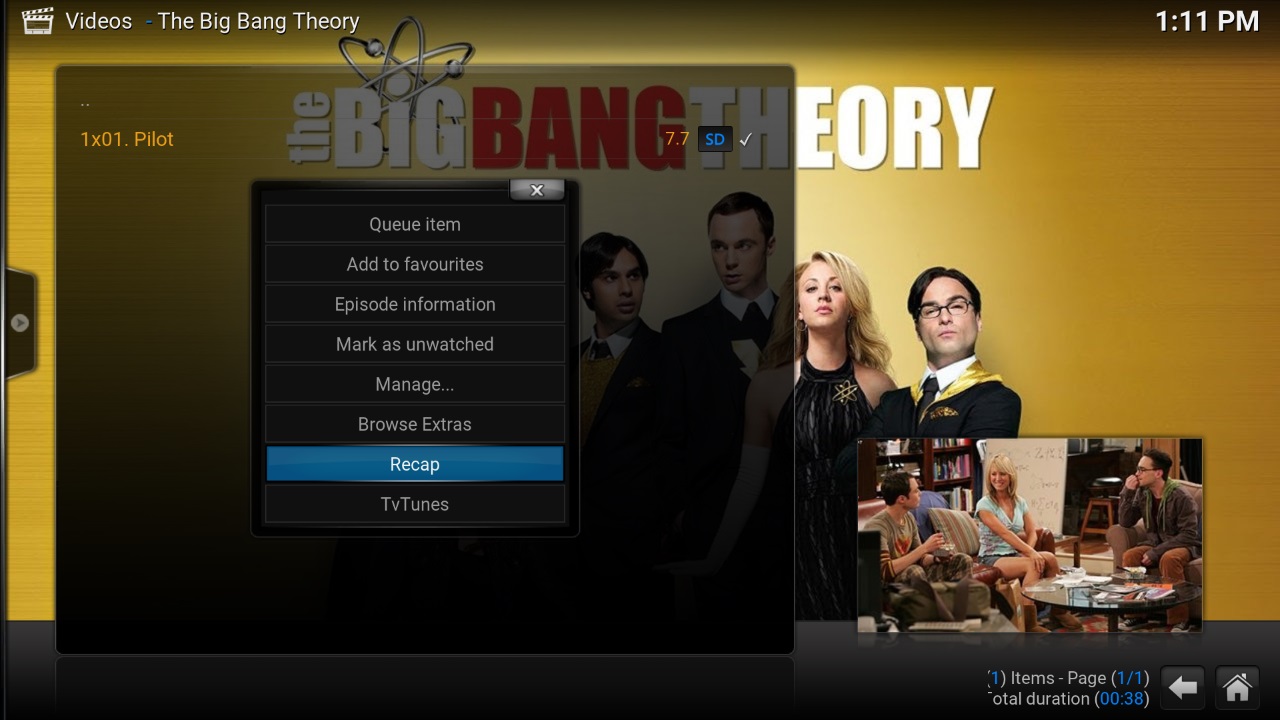 Videos - The Big Bang Theory
1:11 PM
the BIG BANG THEORY
..
1x01. Pilot 7.7 SD
Queue item
Add to favourites
Episode information
Mark as unwatched
Manage...
Browse Extras
Recap
TvTunes
(1) Items - Page (1/1)
otal duration (00:38)